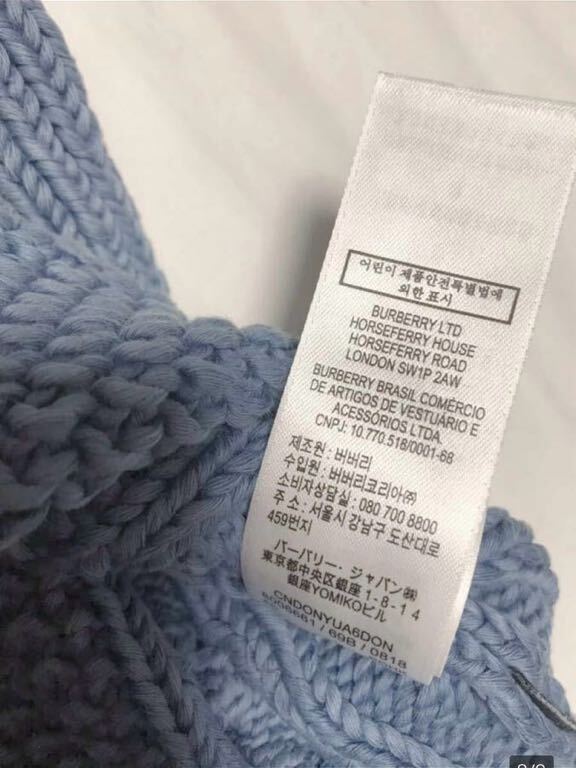 어린이 제품안전특별법에
의한 표시
BURBERRY LTD
HORSEFERRY HOUSE
HORSEFERRY ROAD
LONDON SW1P 2AW
BURBERRY BRASIL COMÉRCIO
DE ARTIGOS DE VESTUÁRIO E
ACESSÓRIOS LTDA.
CNPJ: 10.770.518/0001-68
제조원 : 버버리
수입원 : 버버리코리아㈜
소비자상담실 : 080 700 8800
주 소 : 서울시 강남구 도산대로
459번지
バーバリー・ジャパン㈱
東京都中央区銀座1-8-14
銀座YOMIKOビル
CNDONYUA6DON
8006681 / 69B / 0818